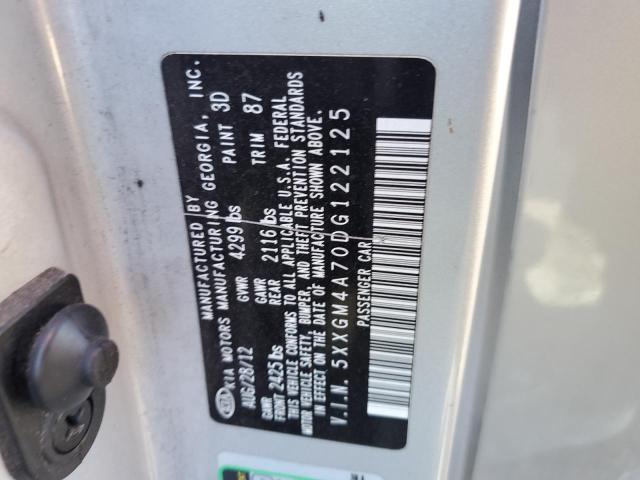 MANUFACTURED BY
KIA MOTORS MANUFACTURING GEORGIA, INC.
AUG/28/12 GVWR 4299 lbs PAINT 3D
GAWR FRONT 2425 lbs GAWR REAR 2116 lbs TRIM 87
THIS VEHICLE CONFORMS TO ALL APPLICABLE U.S.A. FEDERAL
MOTOR VEHICLE SAFETY, BUMPER, AND THEFT PREVENTION STANDARDS
IN EFFECT ON THE DATE OF MANUFACTURE SHOWN ABOVE.
V.I.N. 5XXGM4A70DG122125
PASSENGER CAR